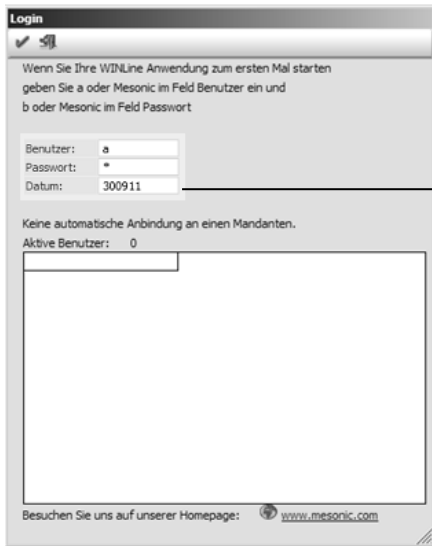 Login
Wenn Sie Ihre WINLine Anwendung zum ersten Mal starten
geben Sie a oder Mesonic im Feld Benutzer ein und
b oder Mesonic im Feld Passwort
Benutzer: a
Passwort: *
Datum: 300911
Keine automatische Anbindung an einen Mandanten.
Aktive Benutzer: 0
Besuchen Sie uns auf unserer Homepage: www.mesonic.com